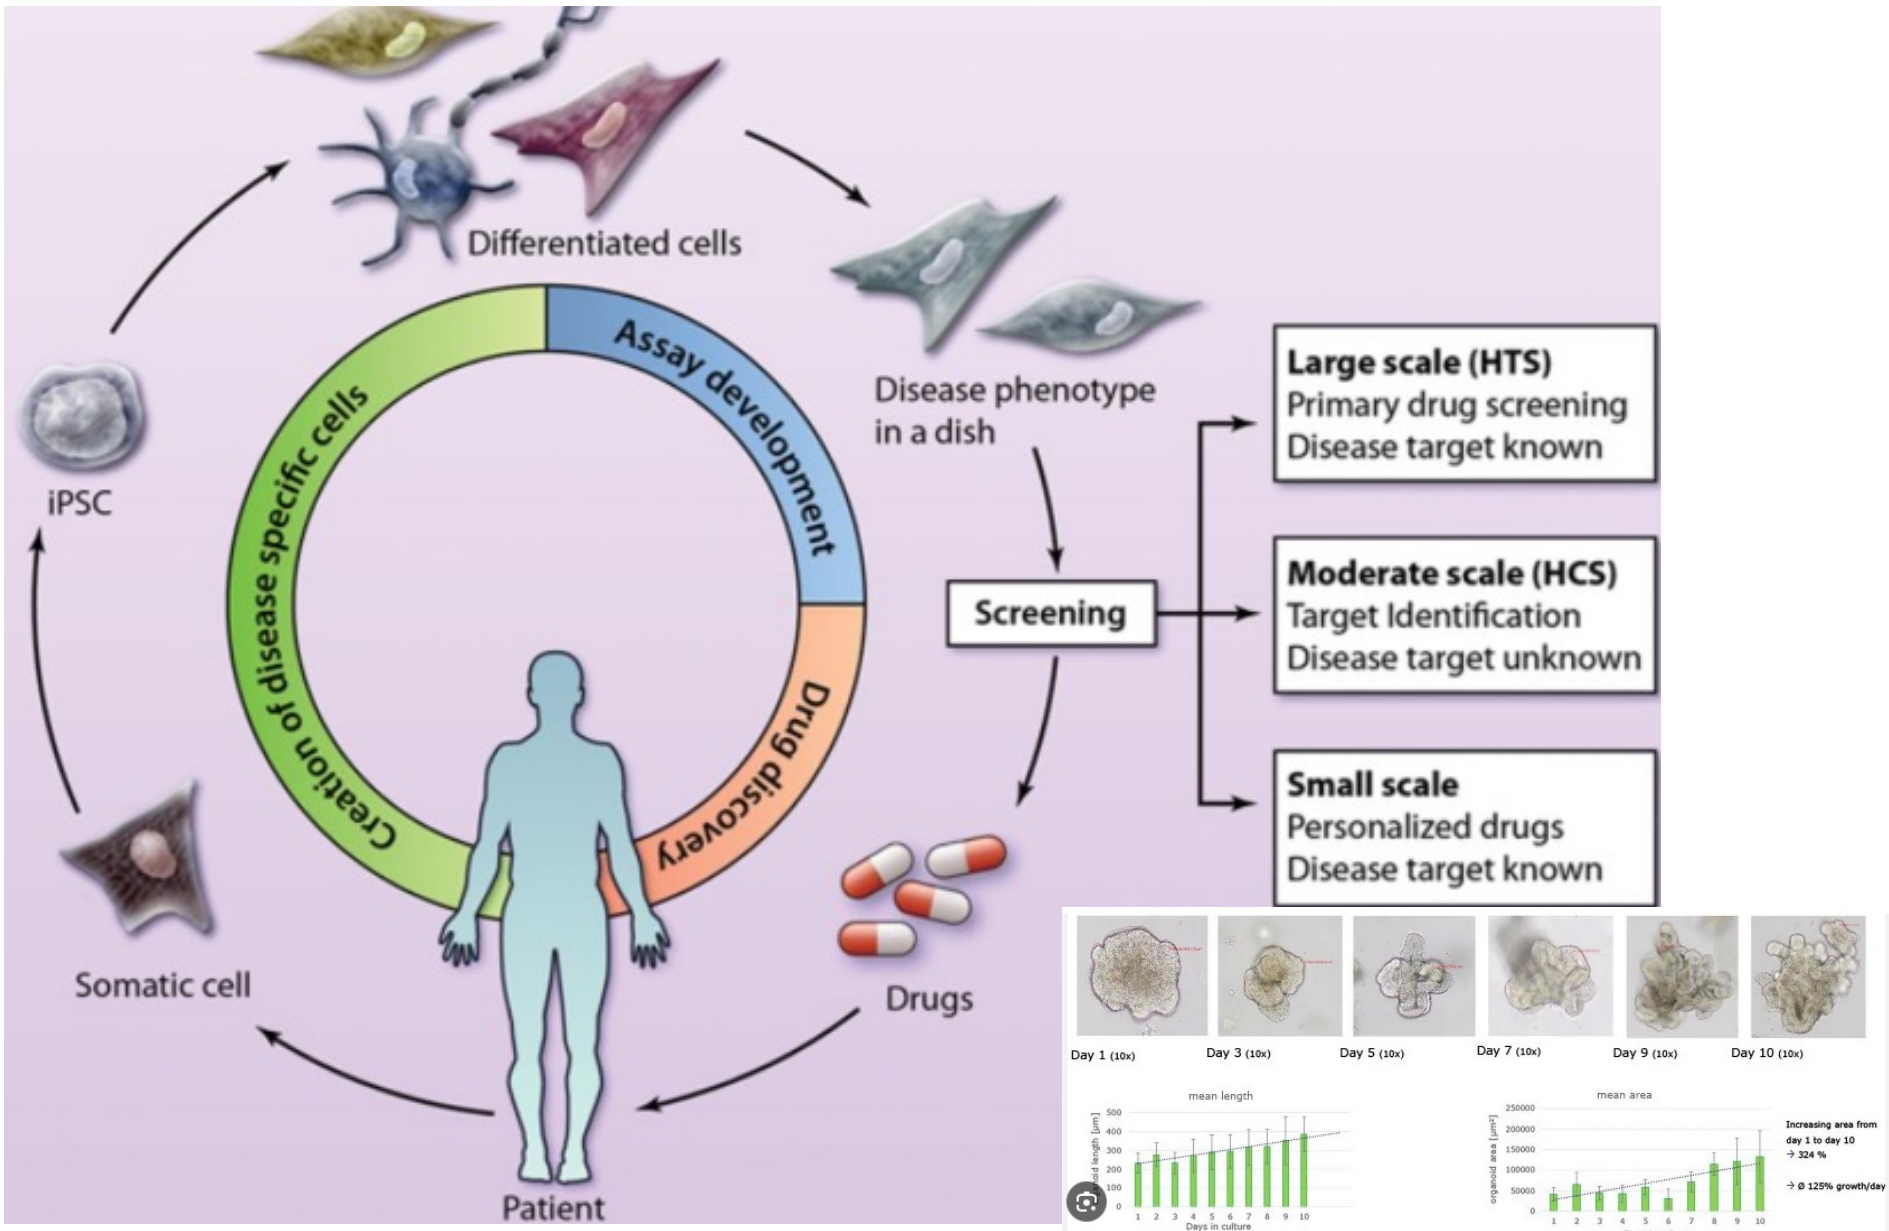 Differentiated cells
Assay development
Creation of disease specific cells
Drug discovery
Disease phenotype
in a dish
iPSC
Screening
Large scale (HTS)
Primary drug screening
Disease target known
Moderate scale (HCS)
Target Identification
Disease target unknown
Small scale
Personalized drugs
Disease target known
Somatic cell
Drugs
Patient
Day 1 (10x)
Day 3 (10x)
Day 5 (10x)
Day 7 (10x)
Day 9 (10x)
Day 10 (10x)
mean length
length [µm]
500
400
300
200
100
0
1 2 3 4 5 6 7 8 9 10
Days in culture
mean area
organoid area [µm²]
250000
200000
150000
100000
50000
0
1 2 3 4 5 6 7 8 9 10
Increasing area from
day 1 to day 10
→ 324 %
→ Ø 125% growth/day